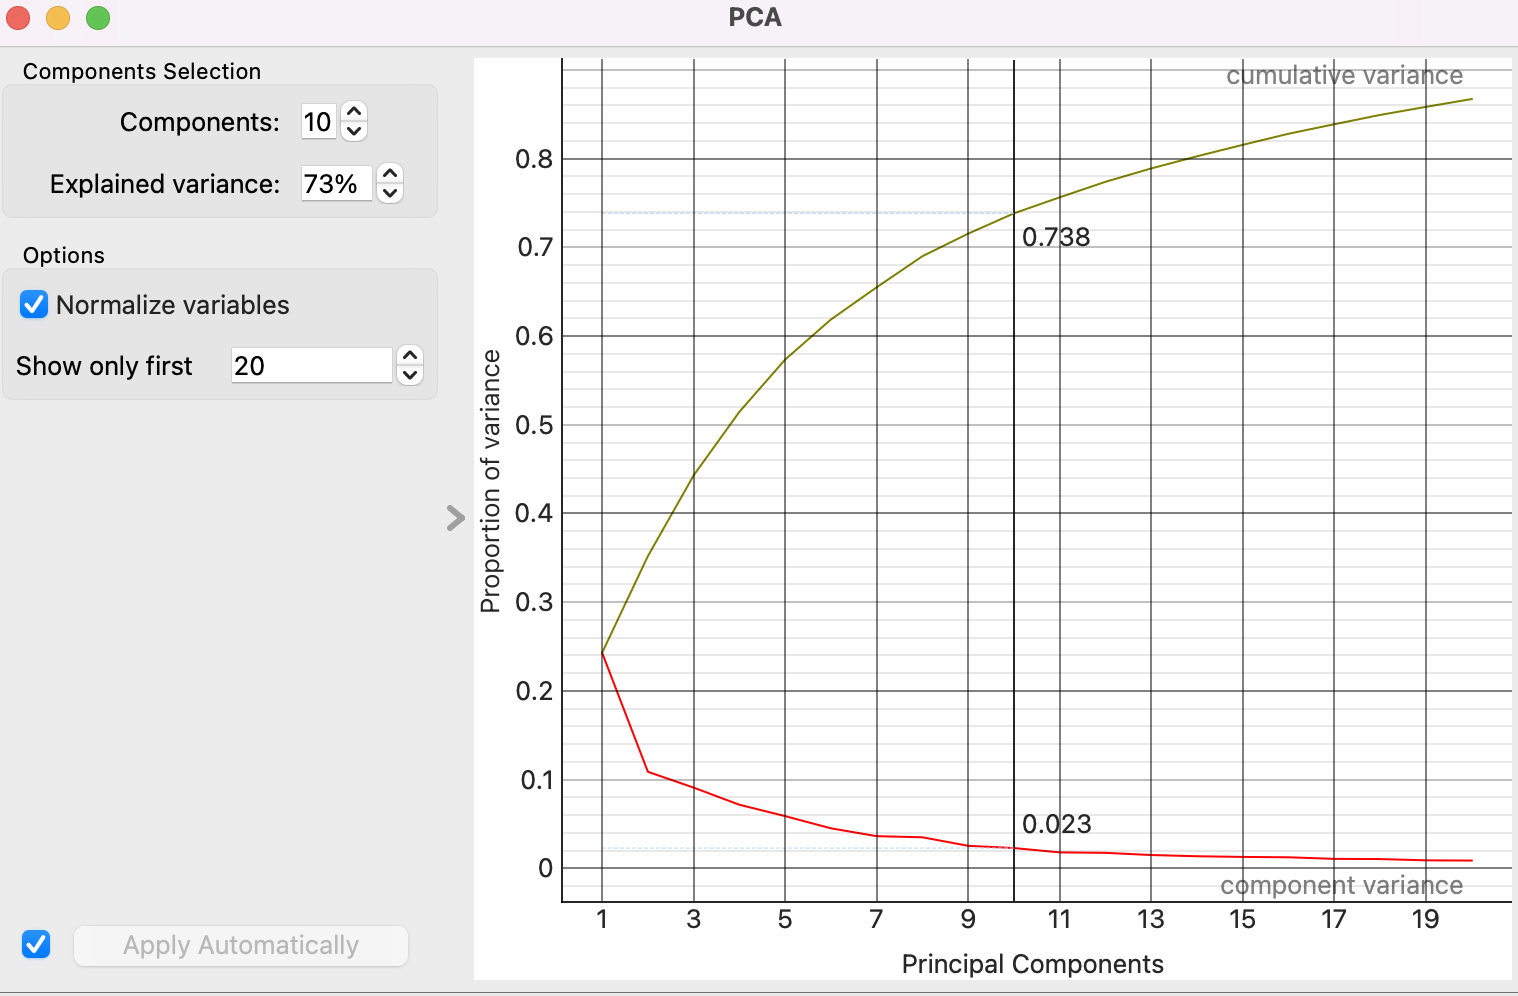 PCA
Components Selection
Components: 10
Explained variance: 73%
Options
Normalize variables
Show only first 20
Apply Automatically
cumulative variance
0.8
0.738
0.7
0.6
0.5
0.4
0.3
0.2
0.1
0.023
0
component variance
Proportion of variance
1 3 5 7 9 11 13 15 17 19
Principal Components